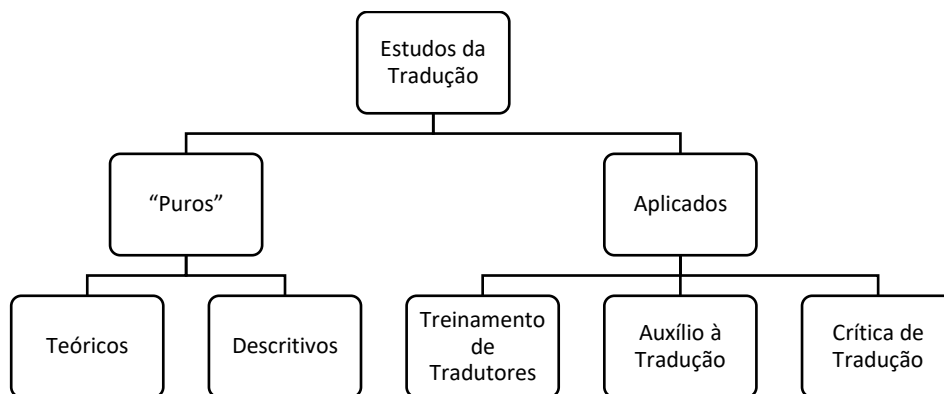 Estudos da
Tradução
“Puros”
Aplicados
Teóricos
Descritivos
Treinamento
de
Tradutores
Auxílio à
Tradução
Crítica de
Tradução